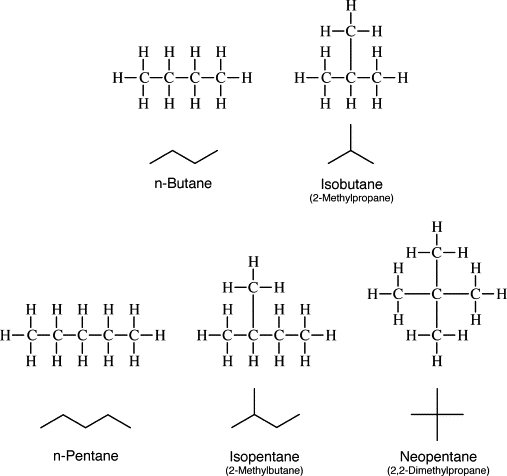 H H H H
H–C–C–C–C–H
H H H H
n-Butane
H
H–C–H
H H
H–C–C–C–H
H H H
Isobutane
(2-Methylpropane)
H H H H H
H–C–C–C–C–C–H
H H H H H
n-Pentane
H
H–C–H
H H H
H–C–C–C–C–H
H H H H
Isopentane
(2-Methylbutane)
H
H–C–H
H H
H–C–C–C–H
H H
H–C–H
H
Neopentane
(2,2-Dimethylpropane)